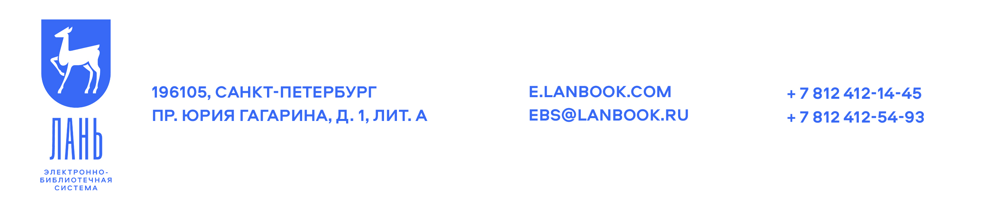 ЛАНЬ
ЭЛЕКТРОННО-
БИБЛИОТЕЧНАЯ
СИСТЕМА
196105, САНКТ-ПЕТЕРБУРГ
ПР. ЮРИЯ ГАГАРИНА, Д. 1, ЛИТ. А
E.LANBOOK.COM
EBS@LANBOOK.RU
+ 7 812 412-14-45
+ 7 812 412-54-93